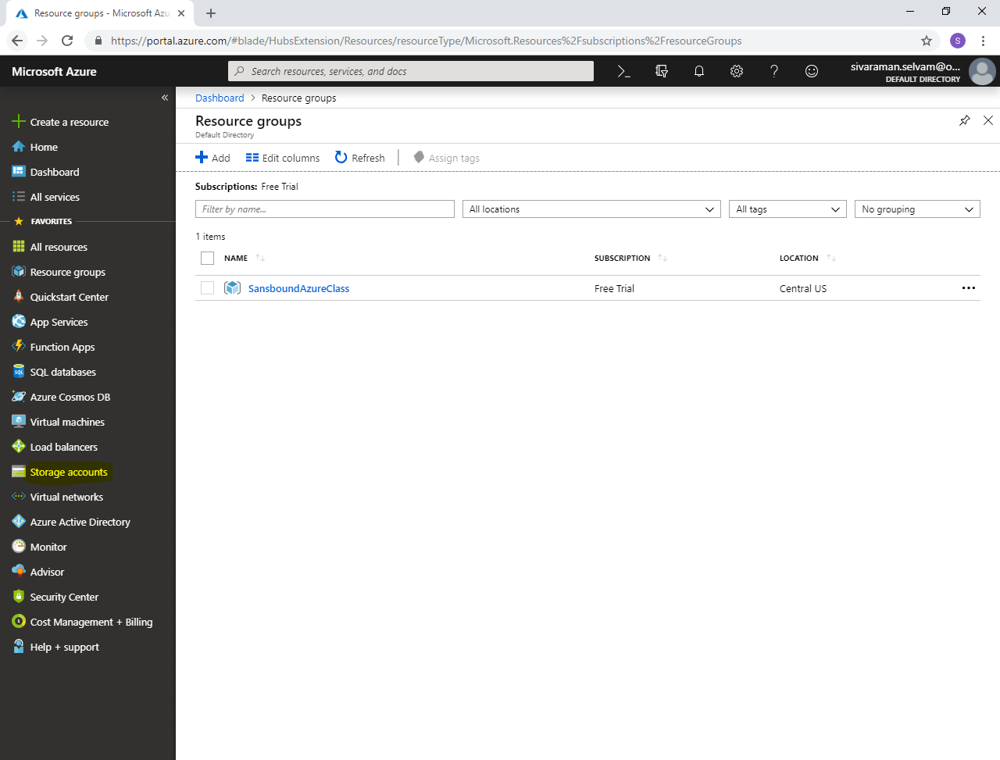 Resource groups - Microsoft Azu
https://portal.azure.com/#blade/HubsExtension/Resources/resourceType/Microsoft.Resources%2Fsubscriptions%2FresourceGroups
S
Microsoft Azure
Search resources, services, and docs
sivaraman.selvam@o...
DEFAULT DIRECTORY
Dashboard > Resource groups
Resource groups
Default Directory
Add
Edit columns
Refresh
Assign tags
Subscriptions: Free Trial
Filter by name...
All locations
All tags
No grouping
1 items
NAME
SUBSCRIPTION
LOCATION
SansboundAzureClass
Free Trial
Central US
Create a resource
Home
Dashboard
All services
FAVORITES
All resources
Resource groups
Quickstart Center
App Services
Function Apps
SQL
SQL databases
Azure Cosmos DB
Virtual machines
Load balancers
Storage accounts
Virtual networks
Azure Active Directory
Monitor
Advisor
Security Center
Cost Management + Billing
Help + support